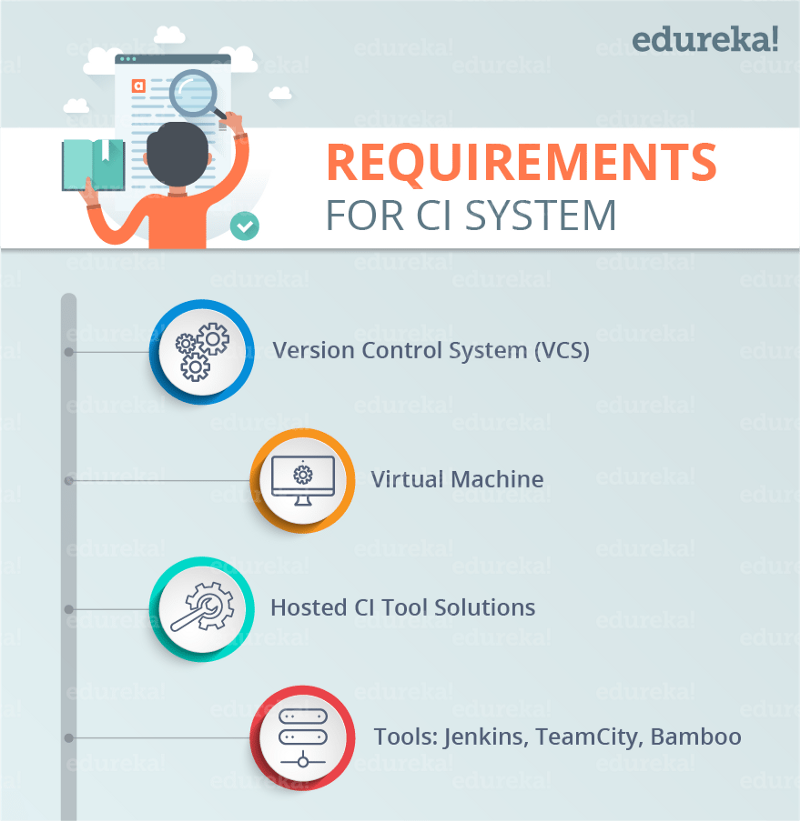 edureka!
REQUIREMENTS
FOR CI SYSTEM
Version Control System (VCS)
Virtual Machine
Hosted CI Tool Solutions
Tools: Jenkins, TeamCity, Bamboo